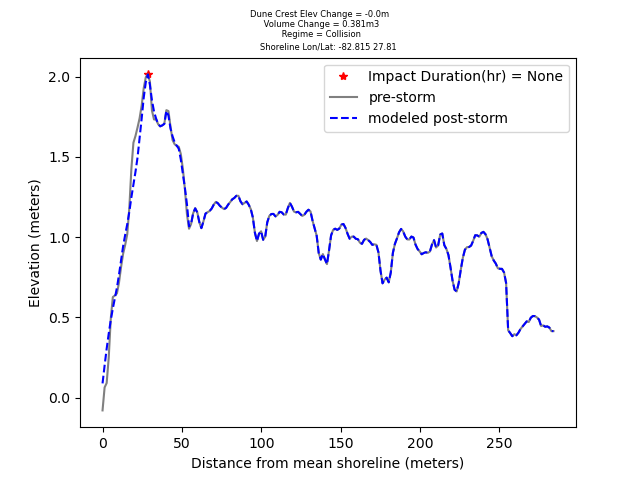 Dune Crest Elev Change = -0.0m
Volume Change = 0.381m3
Regime = Collision
Shoreline Lon/Lat: -82.815 27.81
Impact Duration(hr) = None
pre-storm
modeled post-storm
2.0
1.5
1.0
0.5
0.0
Elevation (meters)
0 50 100 150 200 250
Distance from mean shoreline (meters)